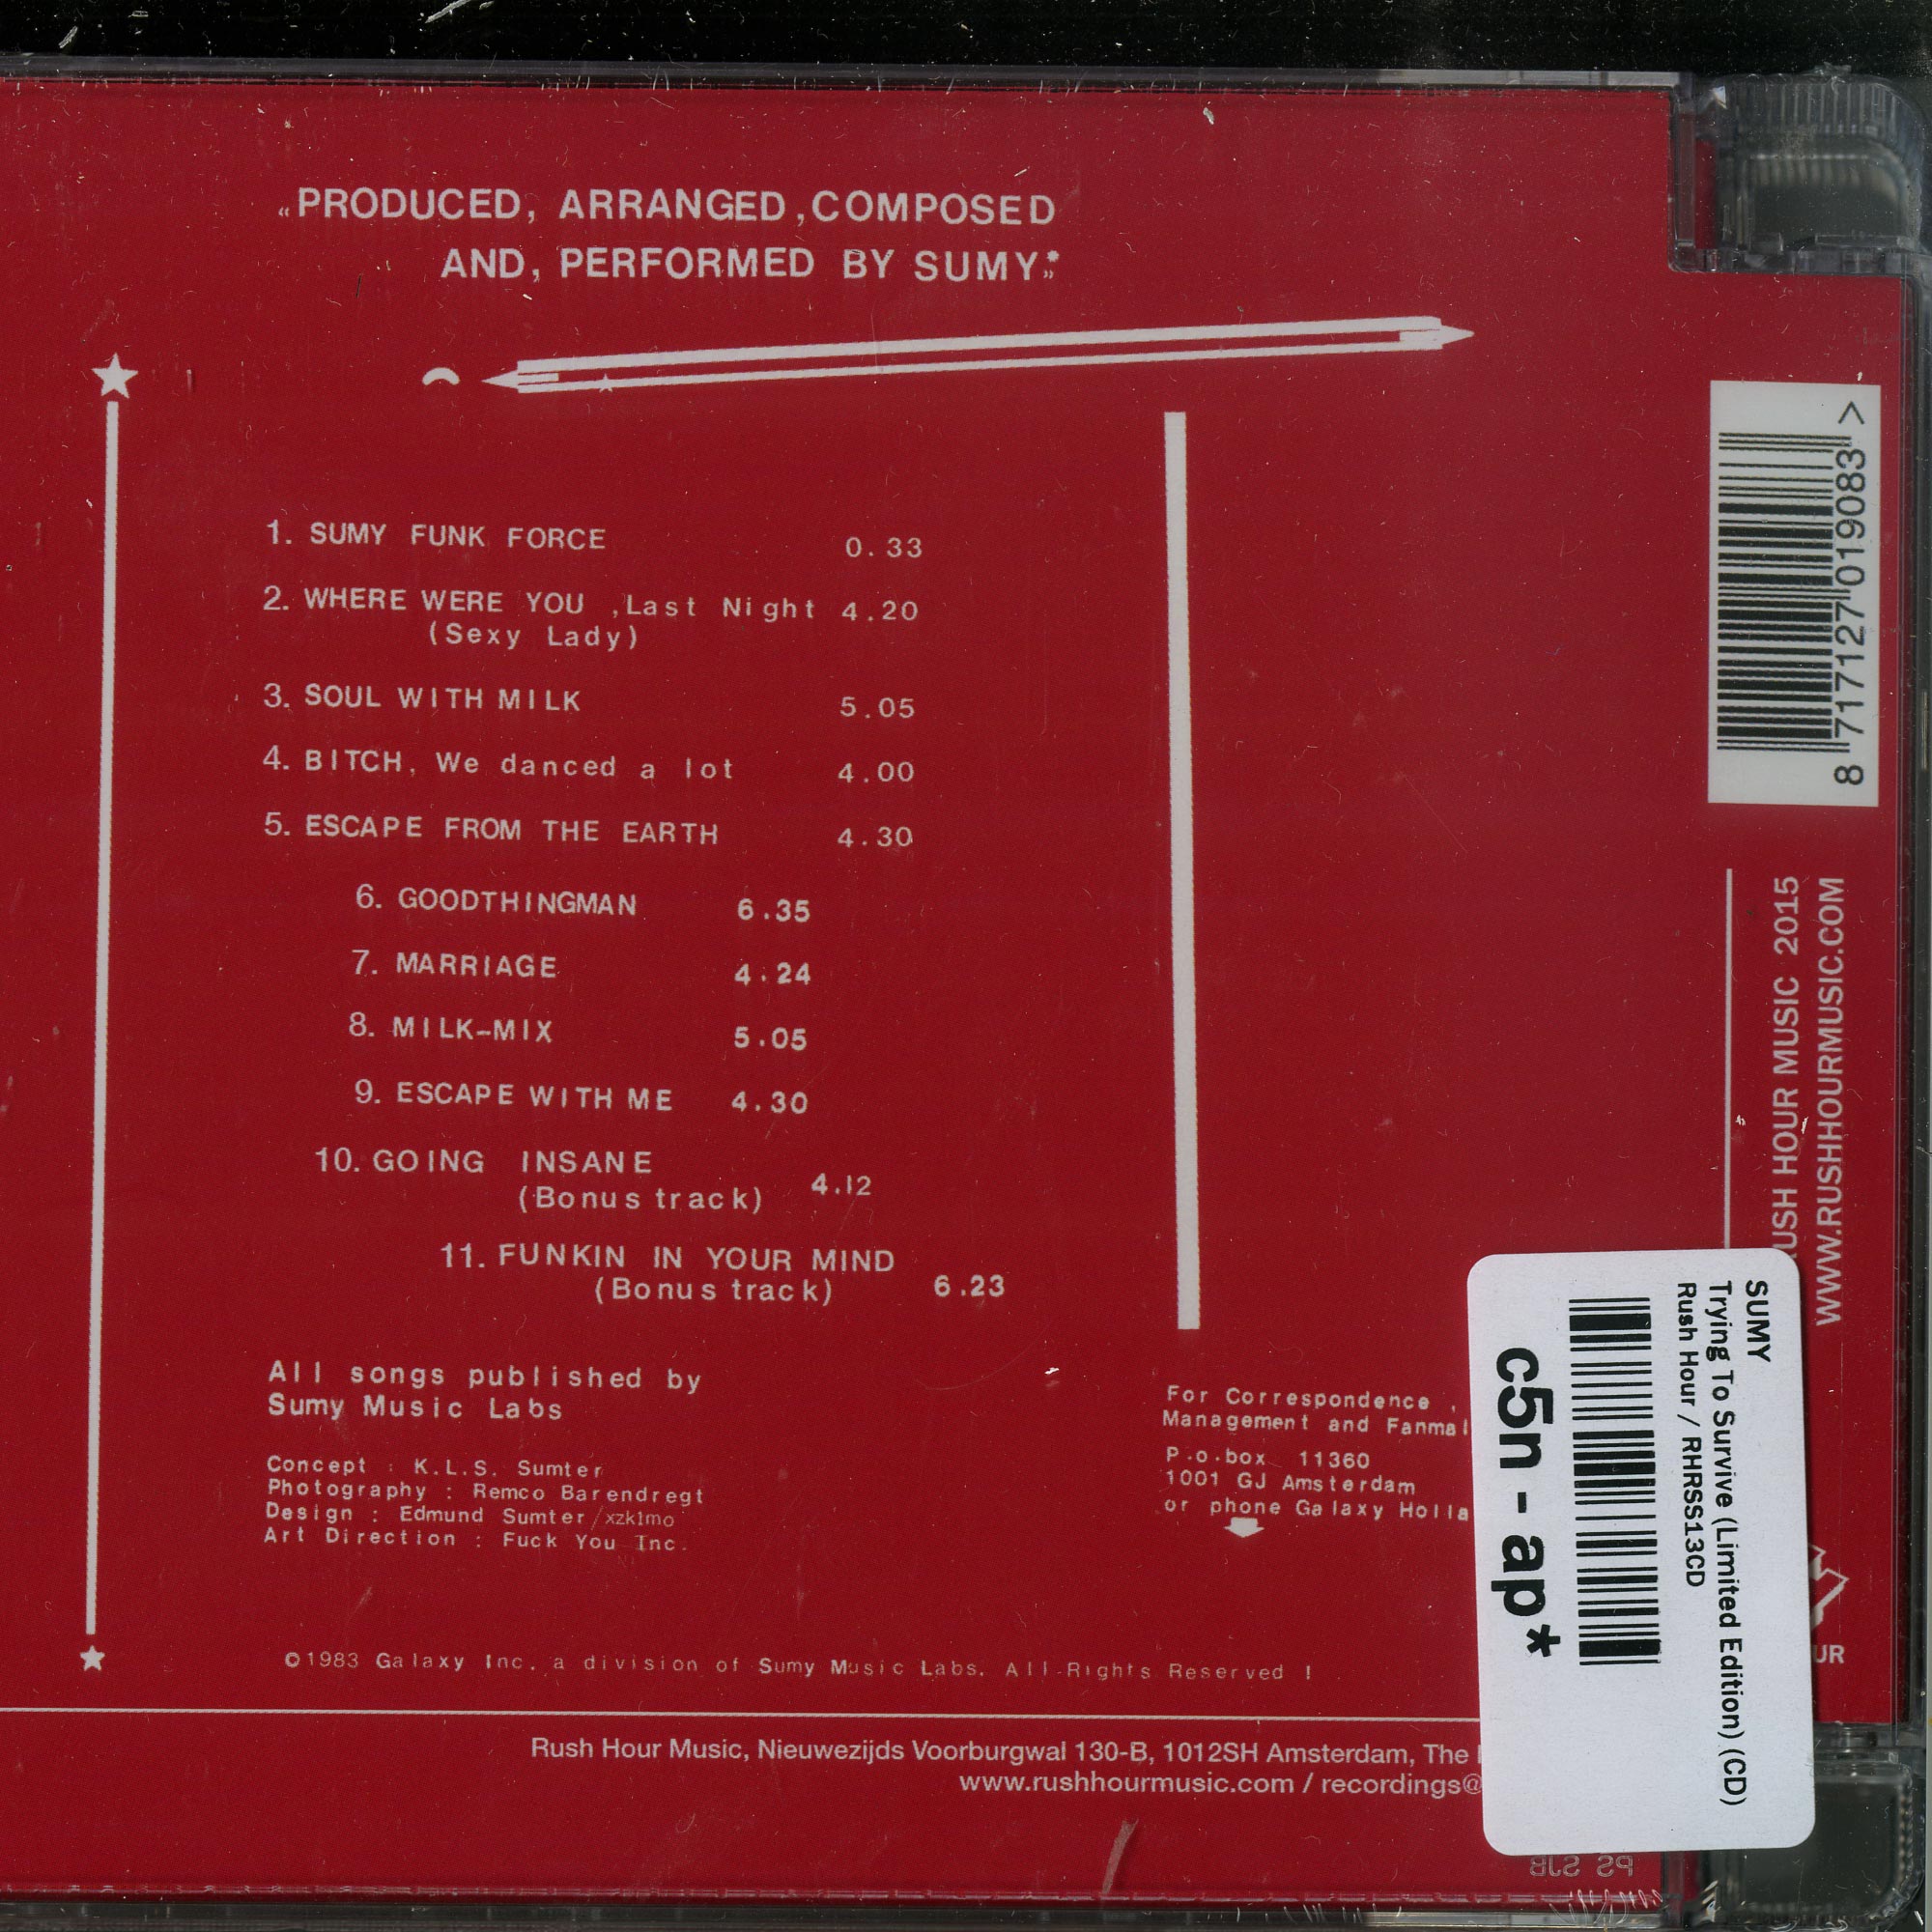 „PRODUCED, ARRANGED, COMPOSED
AND, PERFORMED BY SUMY*”
1. SUMY FUNK FORCE 0.33
2. WHERE WERE YOU ,Last Night 4.20
(Sexy Lady)
3. SOUL WITH MILK 5.05
4. BITCH, We danced a lot 4.00
5. ESCAPE FROM THE EARTH 4.30
6. GOODTHINGMAN 6.35
7. MARRIAGE 4.24
8. MILK-MIX 5.05
9. ESCAPE WITH ME 4.30
10. GOING INSANE
(Bonus track) 4.12
11. FUNKIN IN YOUR MIND
(Bonus track) 6.23
All songs published by
Sumy Music Labs
Concept : K.L.S. Sumter
Photography : Remco Barendregt
Design : Edmund Sumter/xzk1mo
Art Direction : Fuck You Inc.
For Correspondence ,
Management and Fanmai
P.o.box 11360
1001 GJ Amsterdam
or phone Galaxy Holla
©1983 Galaxy Inc. a division of Sumy Music Labs. All Rights Reserved !
Rush Hour Music, Nieuwezijds Voorburgwal 130-B, 1012SH Amsterdam, The
www.rushhourmusic.com / recordings@
8 717127 019083 >
RUSH HOUR MUSIC 2015
WWW.RUSHHOURMUSIC.COM
SUMY
Trying To Survive (Limited Edition) (CD)
Rush Hour / RHRSS13CD
c5n - ap*
UR
PS SJB